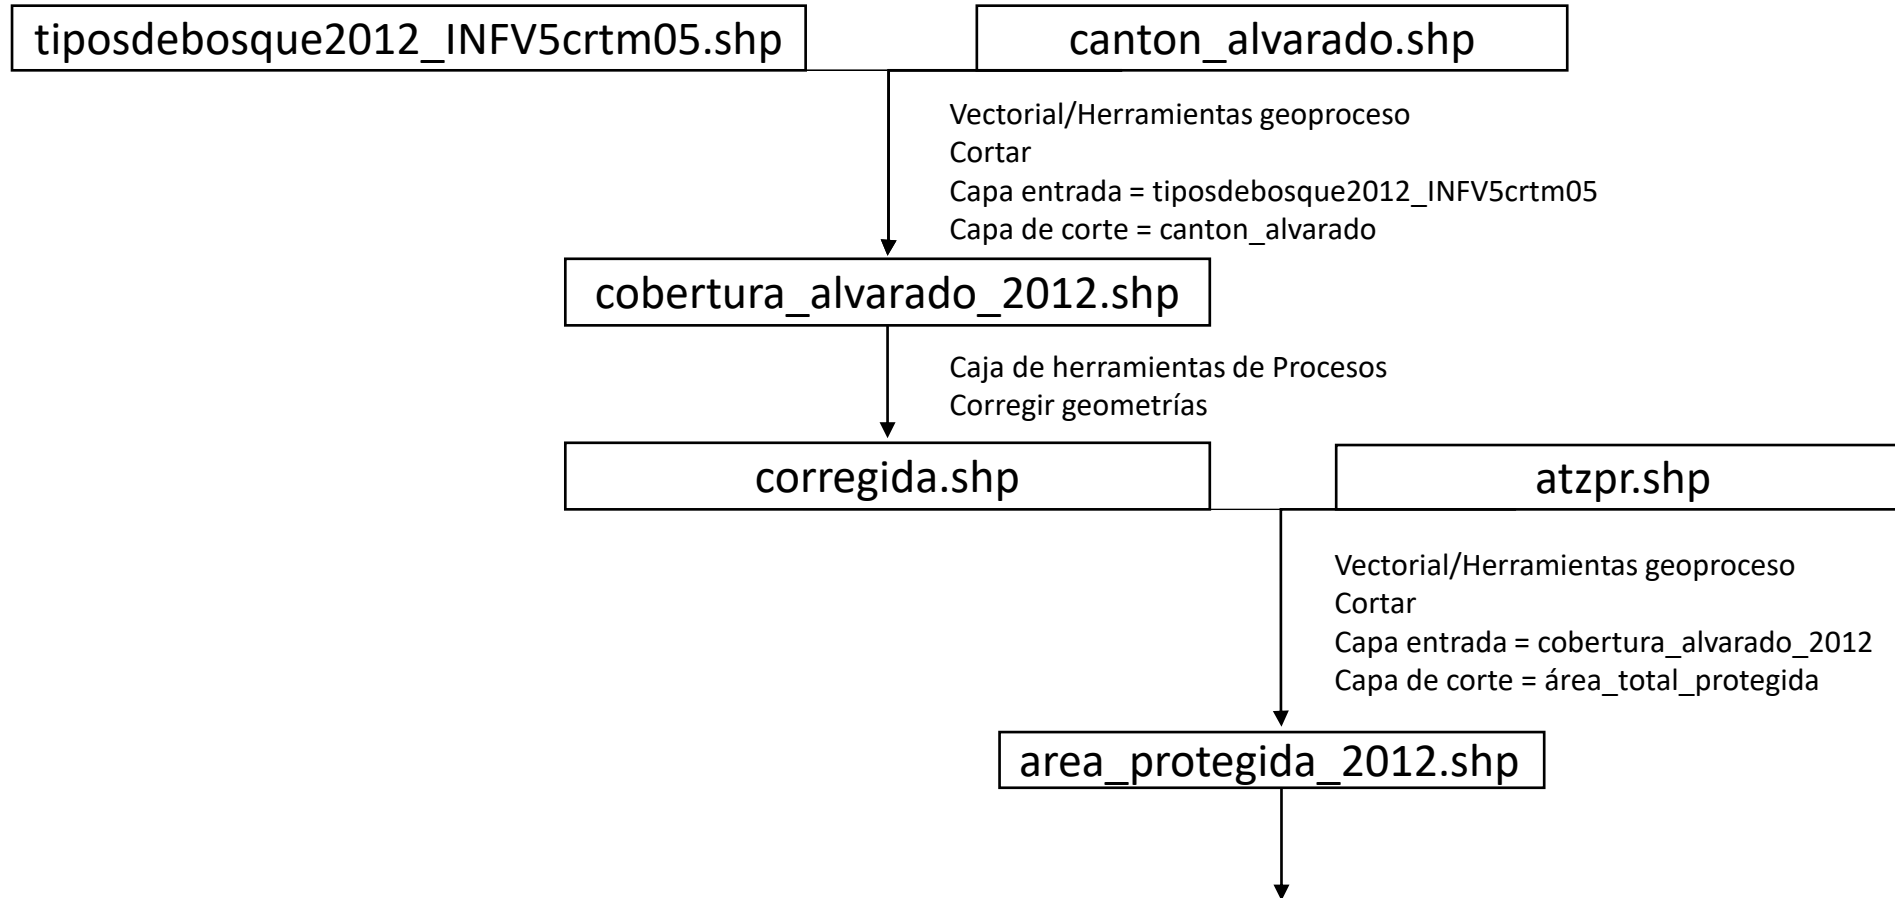 tiposdebosque2012_INFV5crtm05.shp
canton_alvarado.shp
Vectorial/Herramientas geoproceso
Cortar
Capa entrada = tiposdebosque2012_INFV5crtm05
Capa de corte = canton_alvarado
cobertura_alvarado_2012.shp
Caja de herramientas de Procesos
Corregir geometrías
corregida.shp
atzpr.shp
Vectorial/Herramientas geoproceso
Cortar
Capa entrada = cobertura_alvarado_2012
Capa de corte = área_total_protegida
area_protegida_2012.shp